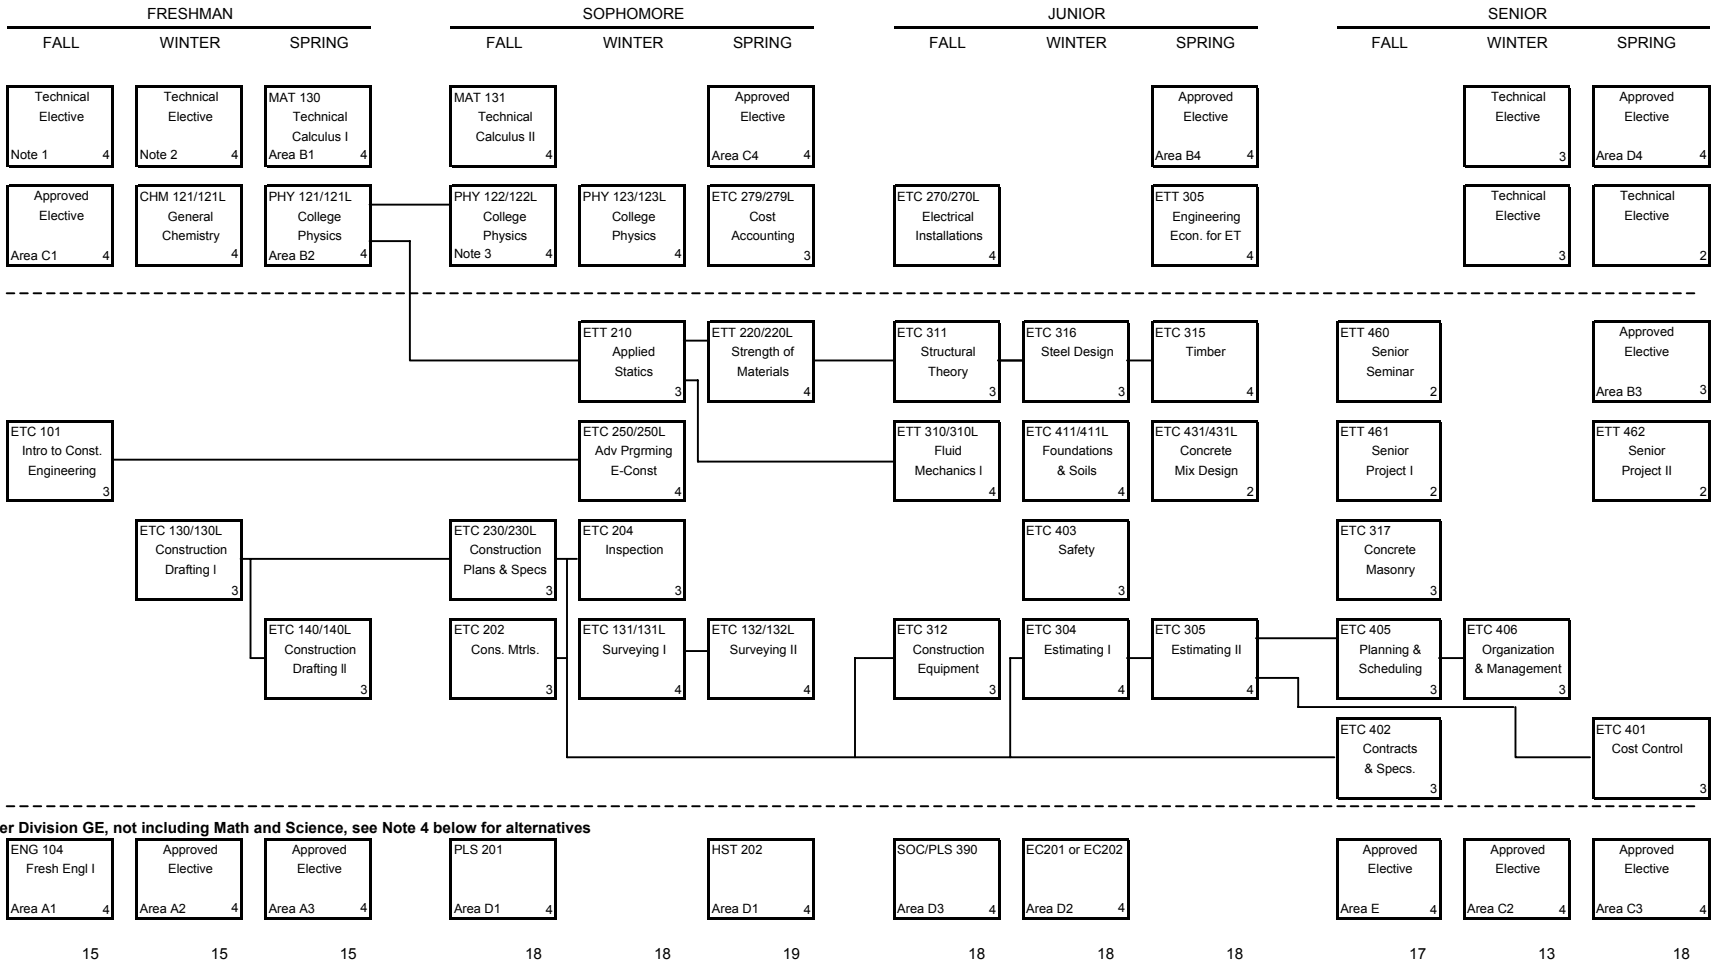 FRESHMAN
SOPHOMORE
JUNIOR
SENIOR
FALL
WINTER
SPRING
FALL
WINTER
SPRING
FALL
WINTER
SPRING
FALL
WINTER
SPRING
Technical
Elective
Note 1 4
Technical
Elective
Note 2 4
MAT 130
Technical
Calculus I
Area B1 4
MAT 131
Technical
Calculus II
4
Approved
Elective
Area C4 4
Approved
Elective
Area B4 4
Technical
Elective
3
Approved
Elective
Area D4 4
Approved
Elective
Area C1 4
CHM 121/121L
General
Chemistry
4
PHY 121/121L
College
Physics
Area B2 4
PHY 122/122L
College
Physics
Note 3 4
PHY 123/123L
College
Physics
4
ETC 279/279L
Cost
Accounting
3
ETC 270/270L
Electrical
Installations
4
ETT 305
Engineering
Econ. for ET
4
Technical
Elective
3
Technical
Elective
2
ETT 210
Applied
Statics
3
ETT 220/220L
Strength of
Materials
4
ETC 311
Structural
Theory
3
ETC 316
Steel Design
3
ETC 315
Timber
4
ETT 460
Senior
Seminar
2
Approved
Elective
Area B3 3
ETC 101
Intro to Const.
Engineering
3
ETC 250/250L
Adv Prgrming
E-Const
4
ETT 310/310L
Fluid
Mechanics I
4
ETC 411/411L
Foundations
& Soils
4
ETC 431/431L
Concrete
Mix Design
2
ETT 461
Senior
Project I
2
ETT 462
Senior
Project II
2
ETC 130/130L
Construction
Drafting I
3
ETC 230/230L
Construction
Plans & Specs
3
ETC 204
Inspection
3
ETC 403
Safety
3
ETC 317
Concrete
Masonry
3
ETC 140/140L
Construction
Drafting II
3
ETC 202
Cons. Mtrls.
3
ETC 131/131L
Surveying I
4
ETC 132/132L
Surveying II
4
ETC 312
Construction
Equipment
3
ETC 304
Estimating I
4
ETC 305
Estimating II
4
ETC 405
Planning &
Scheduling
3
ETC 406
Organization
& Management
3
ETC 402
Contracts
& Specs.
3
ETC 401
Cost Control
3
er Division GE, not including Math and Science, see Note 4 below for alternatives
ENG 104
Fresh Engl I
Area A1 4
Approved
Elective
Area A2 4
Approved
Elective
Area A3 4
PLS 201
Area D1 4
HST 202
Area D1 4
SOC/PLS 390
Area D3 4
EC201 or EC202
Area D2 4
Approved
Elective
Area E 4
Approved
Elective
Area C2 4
Approved
Elective
Area C3 4
15 15 15 18 18 19 18 18 18 17 13 18